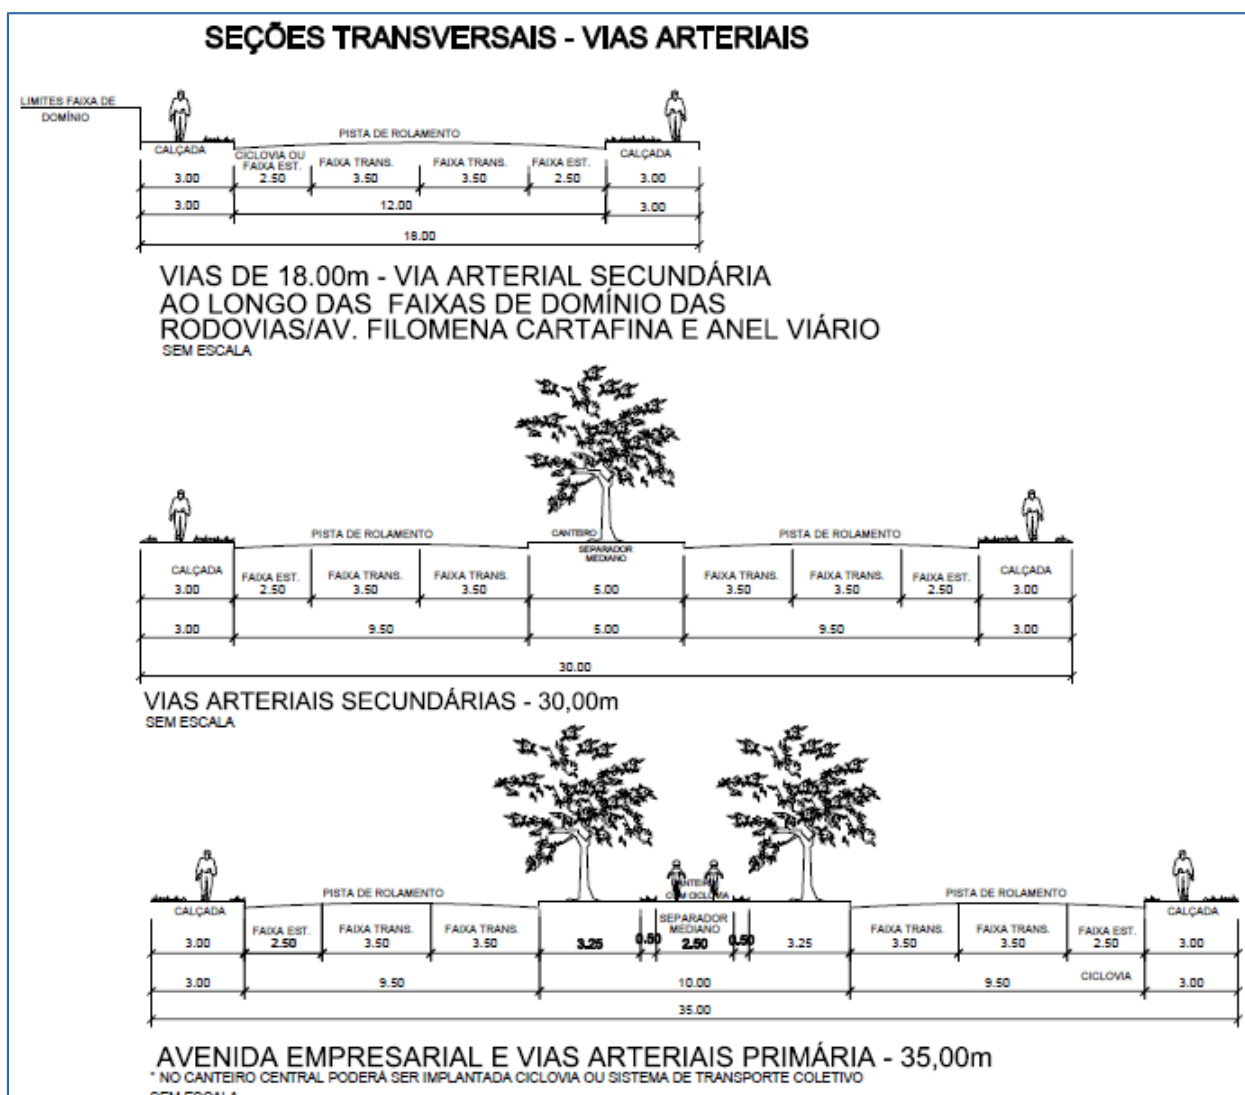 SEÇÕES TRANSVERSAIS - VIAS ARTERIAIS
LIMITES FAIXA DE
DOMÍNIO
PISTA DE ROLAMENTO
CALÇADA
CICLOVIA OU
FAIXA EST.
FAIXA TRANS.
FAIXA TRANS.
FAIXA EST.
CALÇADA
3.00 2.50 3.50 3.50 2.50 3.00
3.00 12.00 3.00
18.00
VIAS DE 18.00m - VIA ARTERIAL SECUNDÁRIA
AO LONGO DAS FAIXAS DE DOMÍNIO DAS
RODOVIAS/AV. FILOMENA CARTAFINA E ANEL VIÁRIO
SEM ESCALA
PISTA DE ROLAMENTO
CANTEIRO
PISTA DE ROLAMENTO
SEPARADOR
MEDIANO
CALÇADA FAIXA EST. FAIXA TRANS. FAIXA TRANS. FAIXA TRANS. FAIXA TRANS. FAIXA EST. CALÇADA
3.00 2.50 3.50 3.50 5.00 3.50 3.50 2.50 3.00
3.00 9.50 5.00 9.50 3.00
30.00
VIAS ARTERIAIS SECUNDÁRIAS - 30,00m
SEM ESCALA
PISTA DE ROLAMENTO
CANTEIRO
COM CICLOVIA
PISTA DE ROLAMENTO
CALÇADA FAIXA EST. FAIXA TRANS. FAIXA TRANS.
SEPARADOR
MEDIANO
FAIXA TRANS. FAIXA TRANS. FAIXA EST. CALÇADA
3.00 2.50 3.50 3.50 3.25 0.50 2.50 0.50 3.25 3.50 3.50 2.50 3.00
CICLOVIA
3.00 9.50 10.00 9.50 3.00
35.00
AVENIDA EMPRESARIAL E VIAS ARTERIAIS PRIMÁRIA - 35,00m
* NO CANTEIRO CENTRAL PODERÁ SER IMPLANTADA CICLOVIA OU SISTEMA DE TRANSPORTE COLETIVO
SEM ESCALA